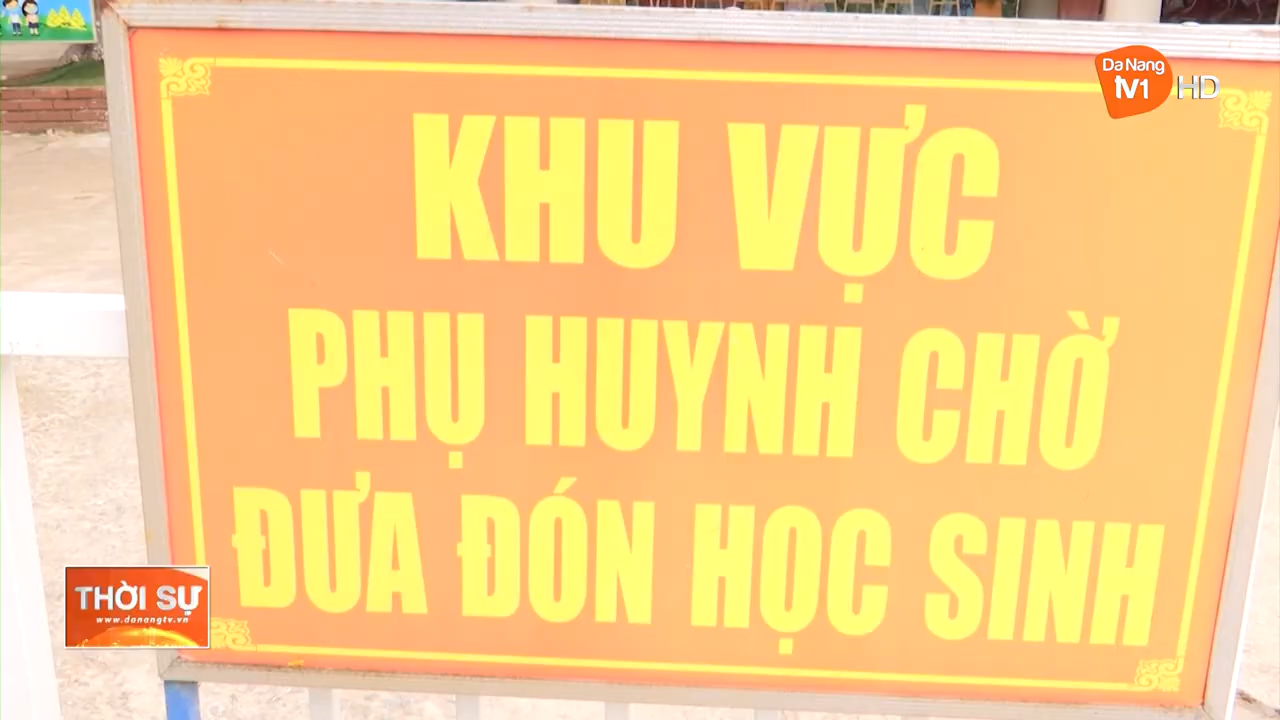 Da Nang
TV1 HD
KHU VỰC
PHỤ HUYNH CHỜ
ĐƯA ĐÓN HỌC SINH
THỜI SỰ
www.danangtv.vn